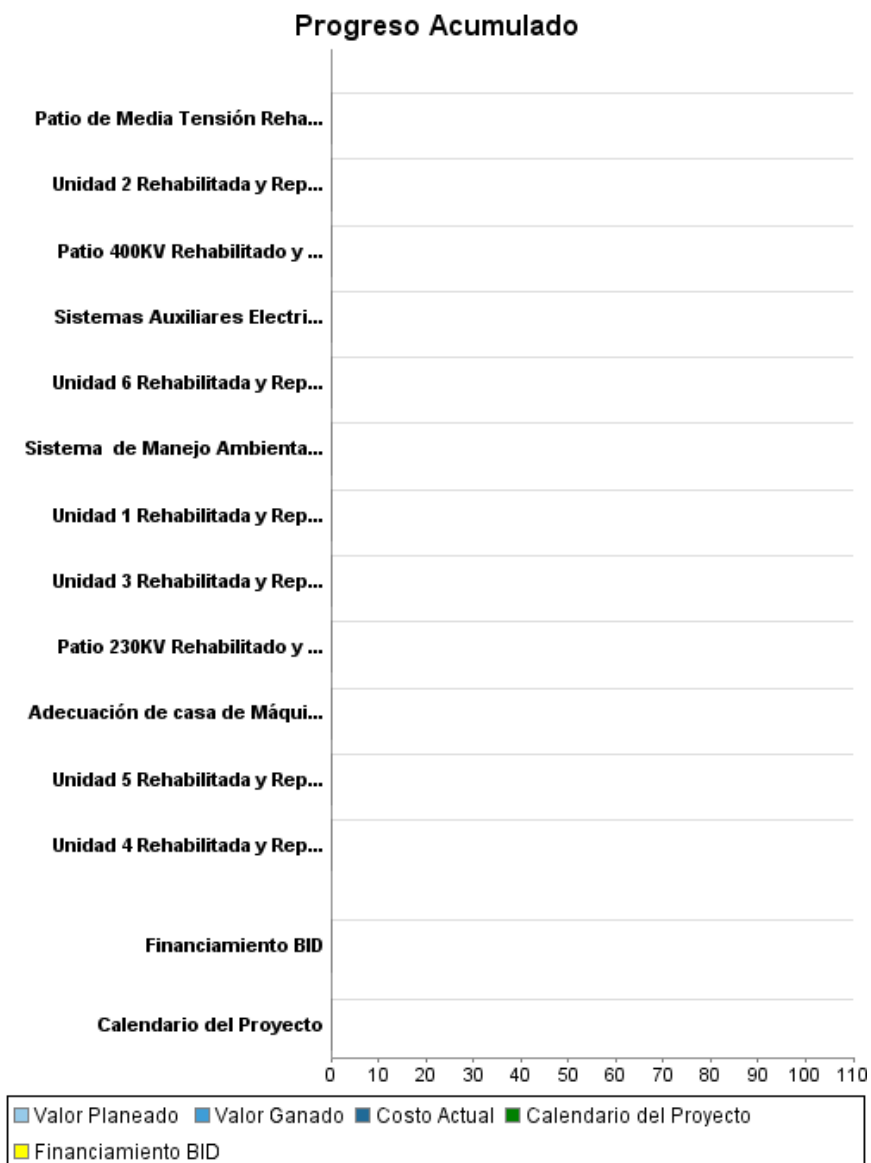 Progreso Acumulado
Patio de Media Tensión Reha...
Unidad 2 Rehabilitada y Rep...
Patio 400KV Rehabilitado y ...
Sistemas Auxiliares Electri...
Unidad 6 Rehabilitada y Rep...
Sistema  de Manejo Ambienta...
Unidad 1 Rehabilitada y Rep...
Unidad 3 Rehabilitada y Rep...
Patio 230KV Rehabilitado y ...
Adecuación de casa de Máqui...
Unidad 5 Rehabilitada y Rep...
Unidad 4 Rehabilitada y Rep...
Financiamiento BID
Calendario del Proyecto
0 10 20 30 40 50 60 70 80 90 100 110
Valor Planeado Valor Ganado Costo Actual Calendario del Proyecto
Financiamiento BID